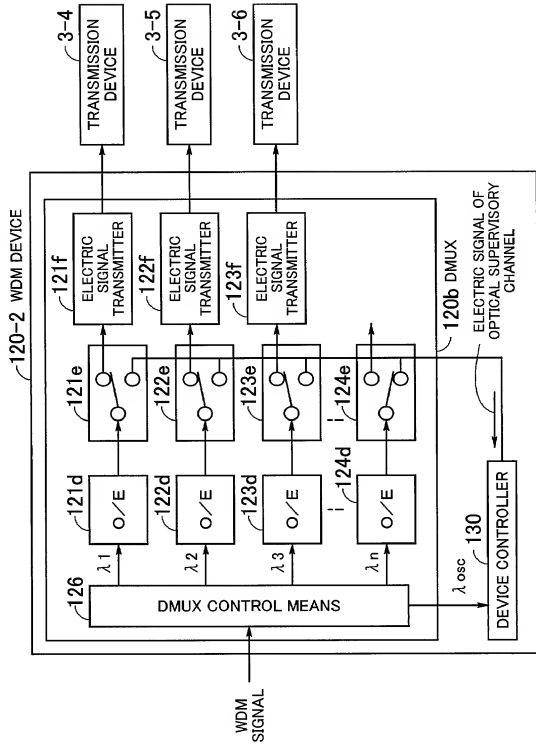 120-2 WDM DEVICE
3-4
TRANSMISSION
DEVICE
3-5
TRANSMISSION
DEVICE
3-6
TRANSMISSION
DEVICE
121f
ELECTRIC
SIGNAL
TRANSMITTER
122f
ELECTRIC
SIGNAL
TRANSMITTER
123f
ELECTRIC
SIGNAL
TRANSMITTER
120b DMUX
121e
122e
123e
124e
ELECTRIC SIGNAL OF
OPTICAL SUPERVISORY
CHANNEL
121d
O/E
122d
O/E
123d
O/E
124d
O/E
λ1
λ2
λ3
λn
126
DMUX CONTROL MEANS
λosc
130
DEVICE CONTROLLER
WDM
SIGNAL